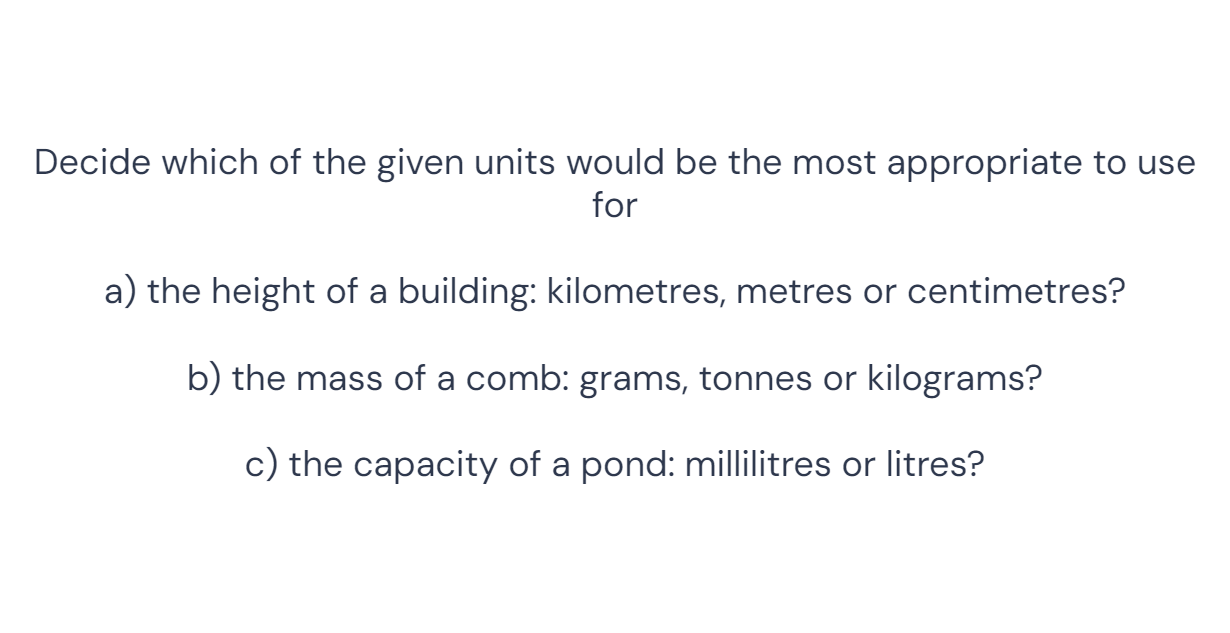 Decide which of the given units would be the most appropriate to use
for
a) the height of a building: kilometres, metres or centimetres?
b) the mass of a comb: grams, tonnes or kilograms?
c) the capacity of a pond: millilitres or litres?